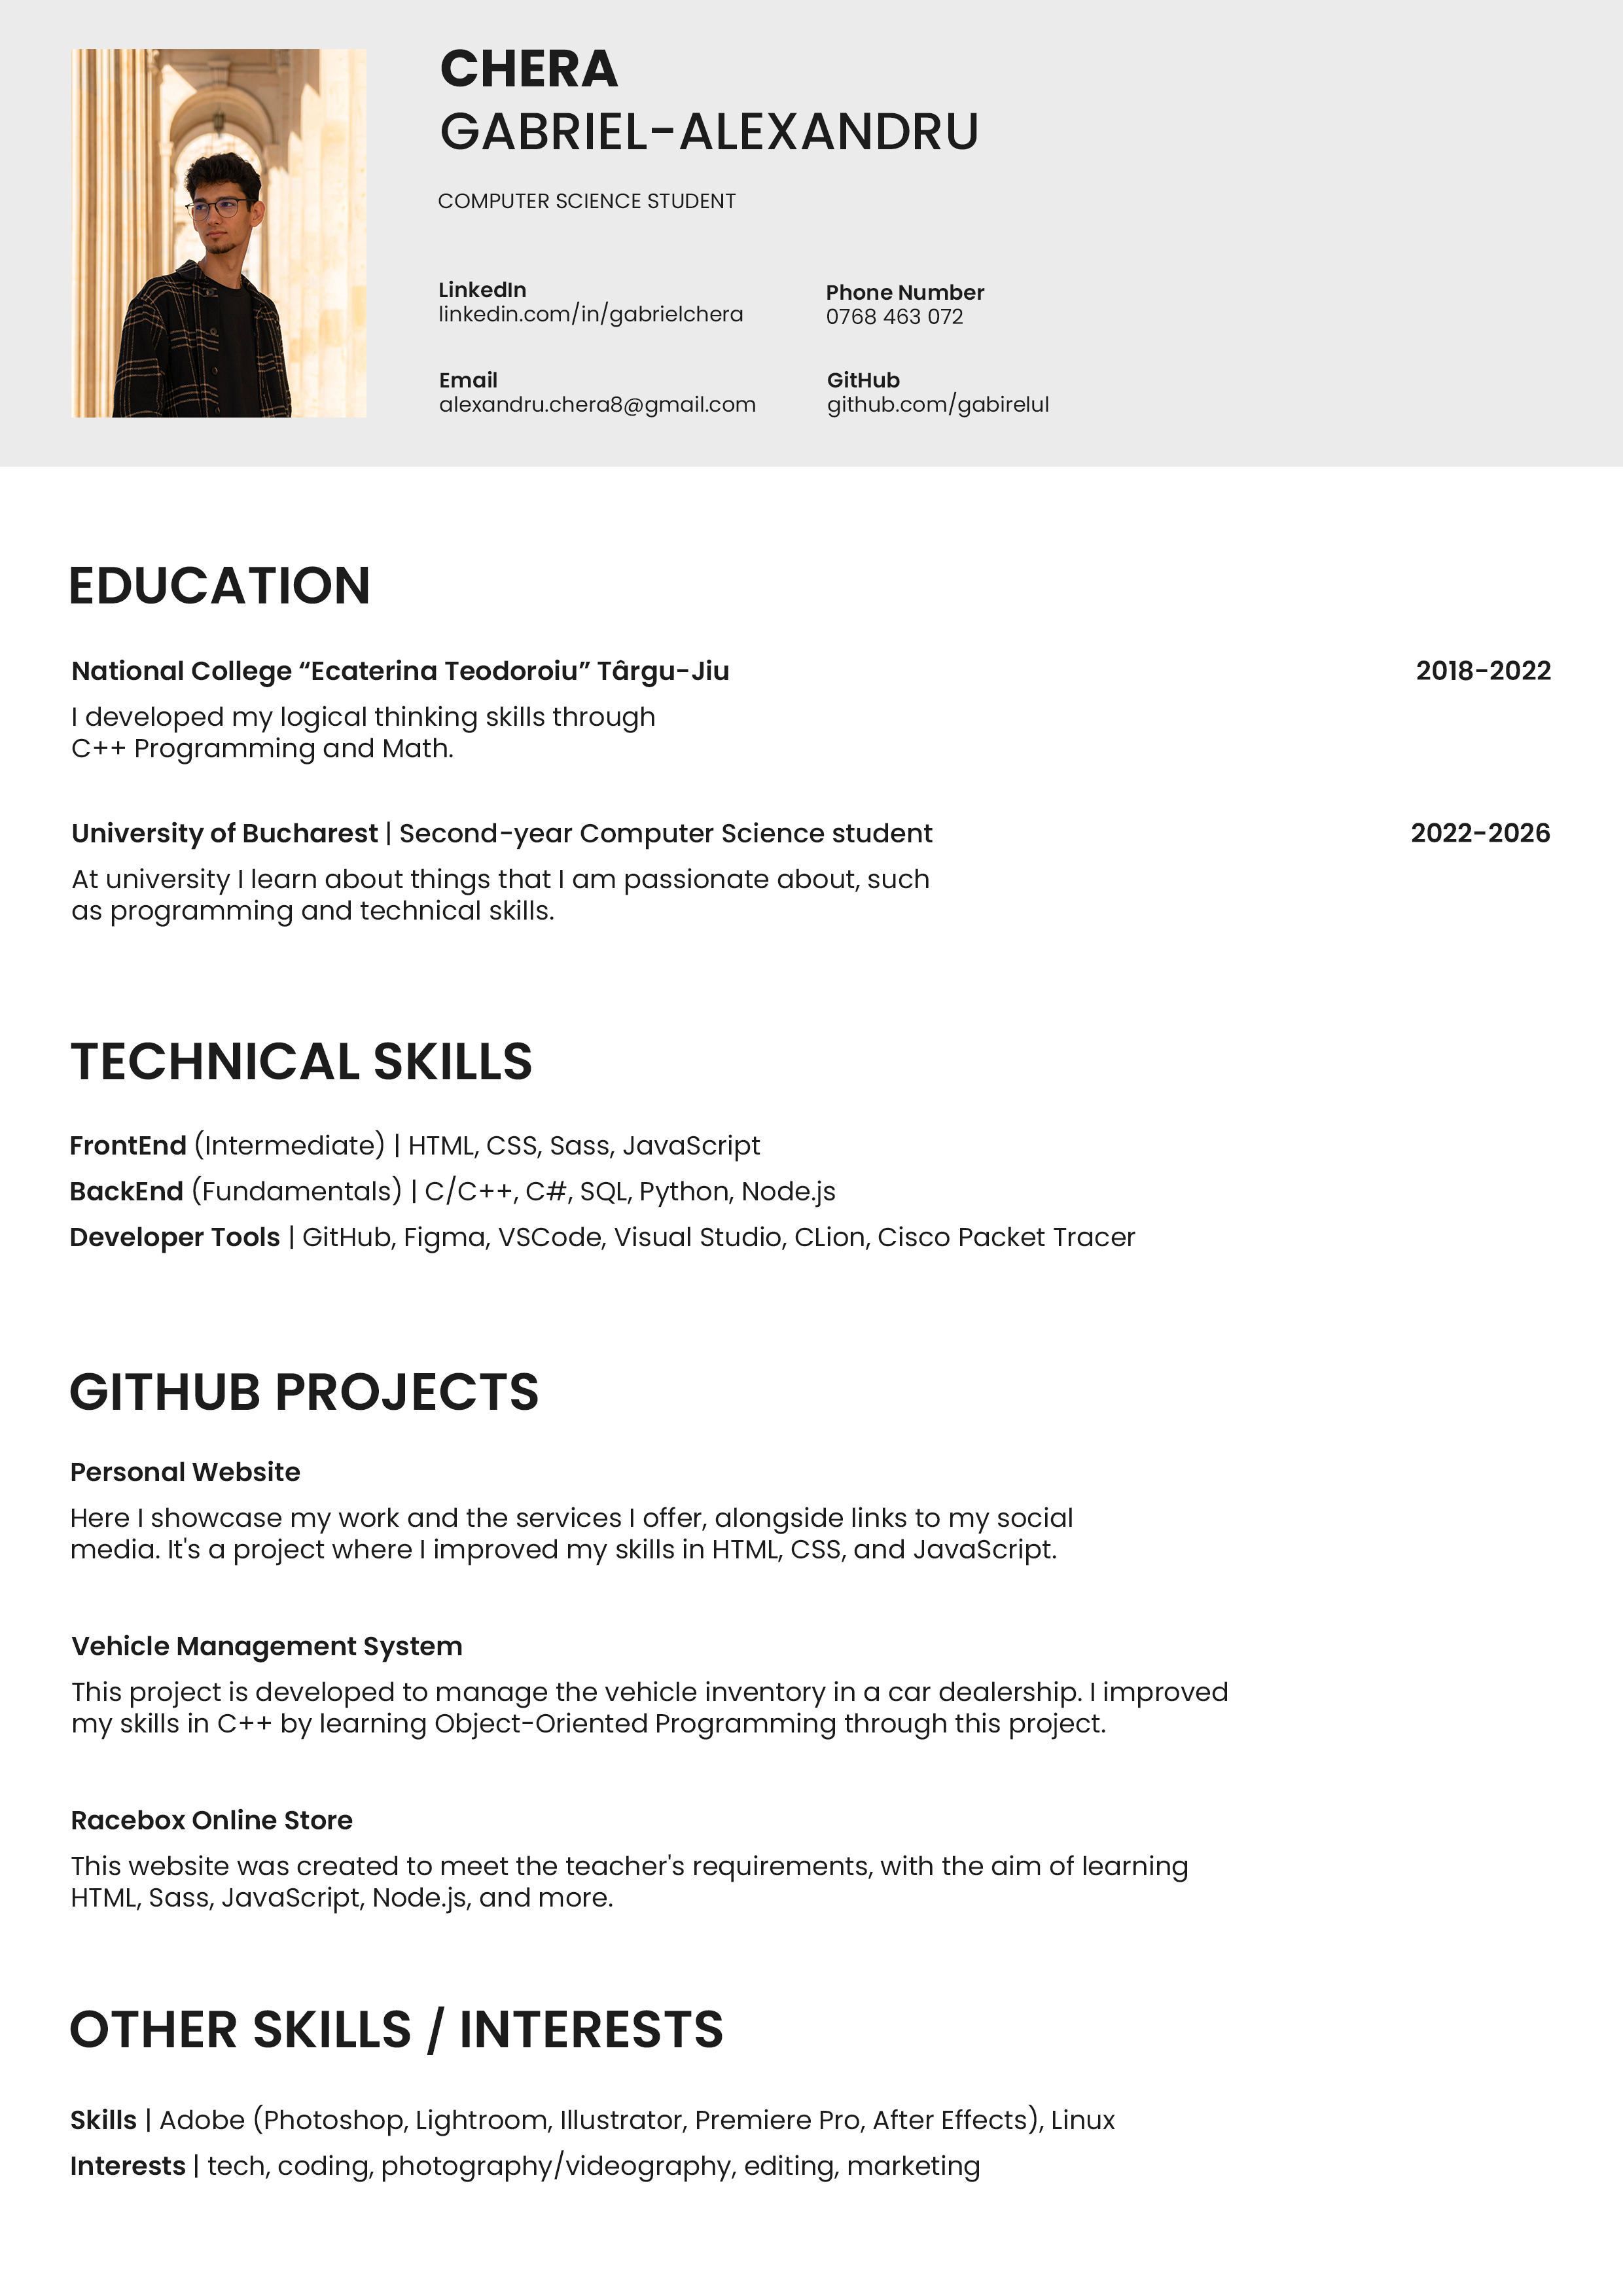 CHERA
GABRIEL-ALEXANDRU
COMPUTER SCIENCE STUDENT
LinkedIn
linkedin.com/in/gabrielchera
Phone Number
0768 463 072
Email
alexandru.chera8@gmail.com
GitHub
github.com/gabirelul
EDUCATION
National College “Ecaterina Teodoroiu” Târgu-Jiu 2018-2022
I developed my logical thinking skills through
C++ Programming and Math.
University of Bucharest | Second-year Computer Science student 2022-2026
At university I learn about things that I am passionate about, such
as programming and technical skills.
TECHNICAL SKILLS
FrontEnd (Intermediate) | HTML, CSS, Sass, JavaScript
BackEnd (Fundamentals) | C/C++, C#, SQL, Python, Node.js
Developer Tools | GitHub, Figma, VSCode, Visual Studio, CLion, Cisco Packet Tracer
GITHUB PROJECTS
Personal Website
Here I showcase my work and the services I offer, alongside links to my social
media. It's a project where I improved my skills in HTML, CSS, and JavaScript.
Vehicle Management System
This project is developed to manage the vehicle inventory in a car dealership. I improved
my skills in C++ by learning Object-Oriented Programming through this project.
Racebox Online Store
This website was created to meet the teacher's requirements, with the aim of learning
HTML, Sass, JavaScript, Node.js, and more.
OTHER SKILLS / INTERESTS
Skills | Adobe (Photoshop, Lightroom, Illustrator, Premiere Pro, After Effects), Linux
Interests | tech, coding, photography/videography, editing, marketing